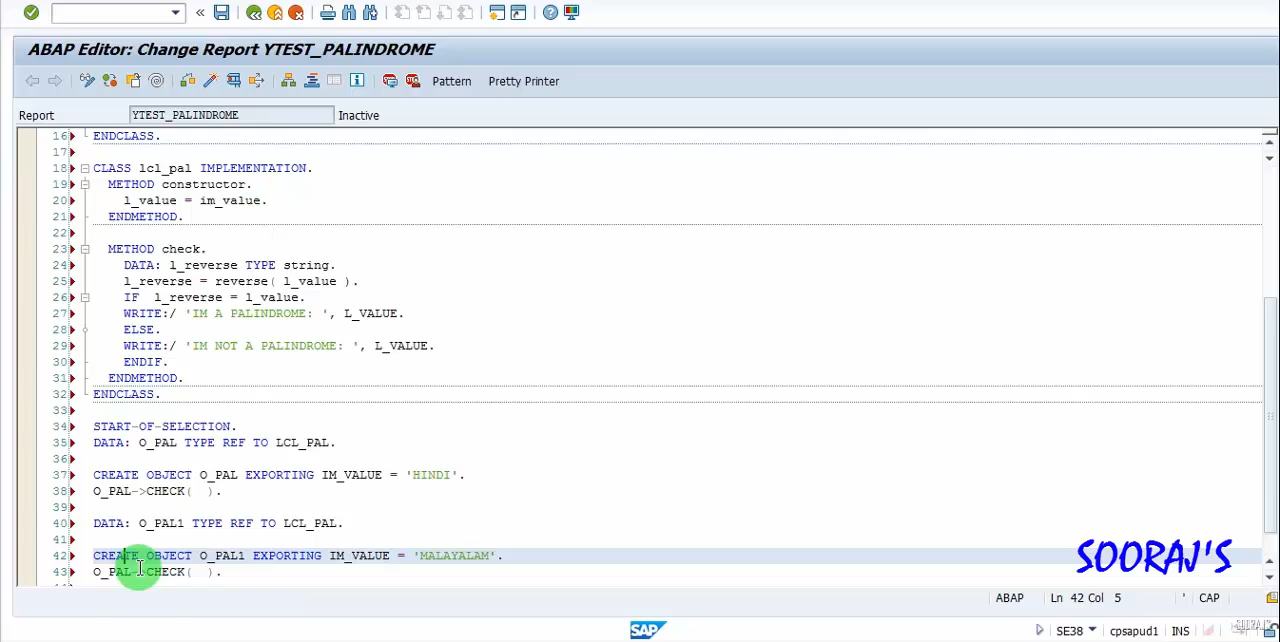 ABAP Editor: Change Report YTEST_PALINDROME
Pattern Pretty Printer
Report YTEST_PALINDROME Inactive
16 ENDCLASS.
17
18 CLASS lcl_pal IMPLEMENTATION.
19 METHOD constructor.
20 l_value = im_value.
21 ENDMETHOD.
22
23 METHOD check.
24 DATA: l_reverse TYPE string.
25 l_reverse = reverse( l_value ).
26 IF l_reverse = l_value.
27 WRITE:/ 'IM A PALINDROME: ', L_VALUE.
28 ELSE.
29 WRITE:/ 'IM NOT A PALINDROME: ', L_VALUE.
30 ENDIF.
31 ENDMETHOD.
32 ENDCLASS.
33
34 START-OF-SELECTION.
35 DATA: O_PAL TYPE REF TO LCL_PAL.
36
37 CREATE OBJECT O_PAL EXPORTING IM_VALUE = 'HINDI'.
38 O_PAL->CHECK( ).
39
40 DATA: O_PAL1 TYPE REF TO LCL_PAL.
41
42 CREATE OBJECT O_PAL1 EXPORTING IM_VALUE = 'MALAYALAM'.
43 O_PAL->CHECK( ).
SOORAJ'S
ABAP Ln 42 Col 5 ' CAP
SAP SE38 cpsapud1 INS